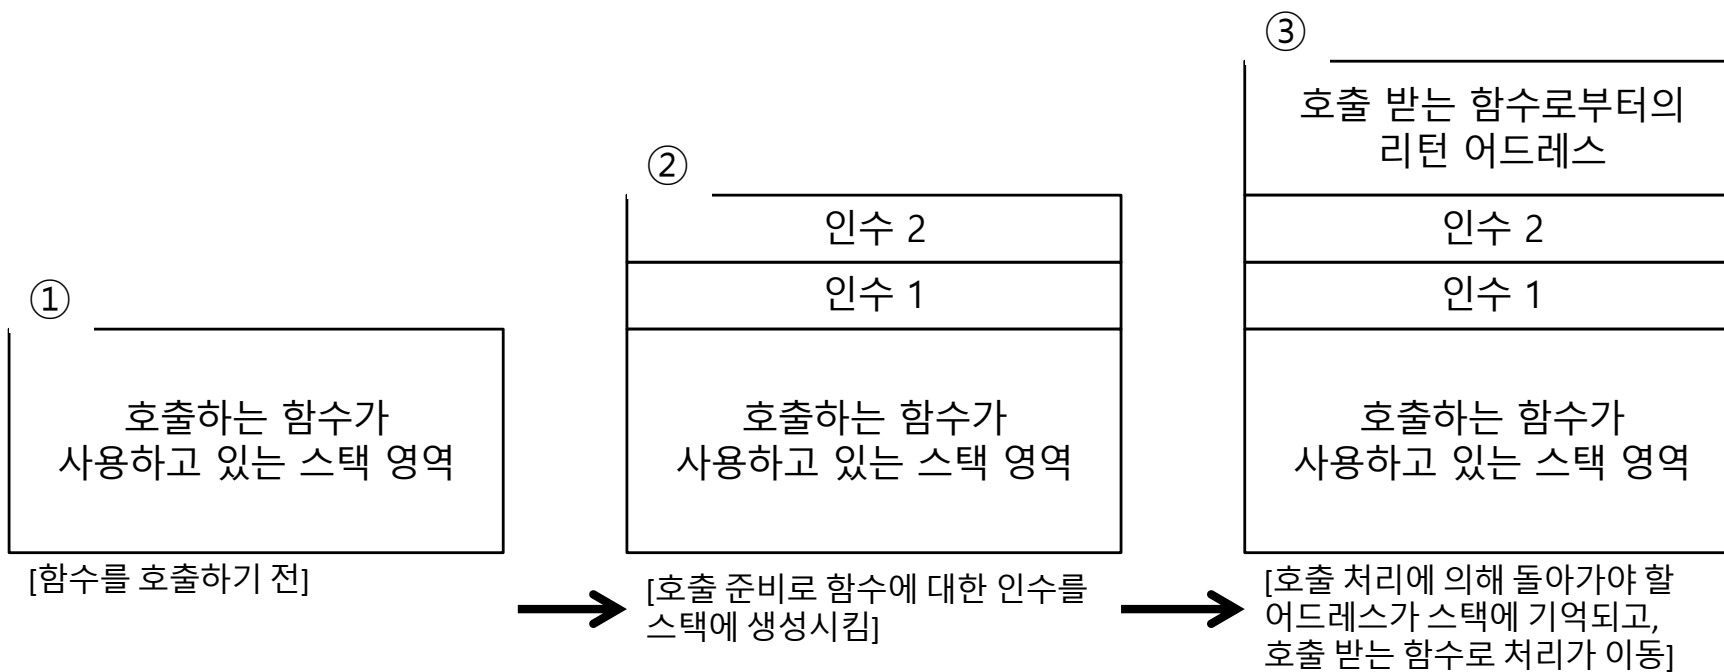 ①
호출하는 함수가
사용하고 있는 스택 영역
[함수를 호출하기 전]
②
인수 2
인수 1
호출하는 함수가
사용하고 있는 스택 영역
[호출 준비로 함수에 대한 인수를
스택에 생성시킴]
③
호출 받는 함수로부터의
리턴 어드레스
인수 2
인수 1
호출하는 함수가
사용하고 있는 스택 영역
[호출 처리에 의해 돌아가야 할
어드레스가 스택에 기억되고,
호출 받는 함수로 처리가 이동]